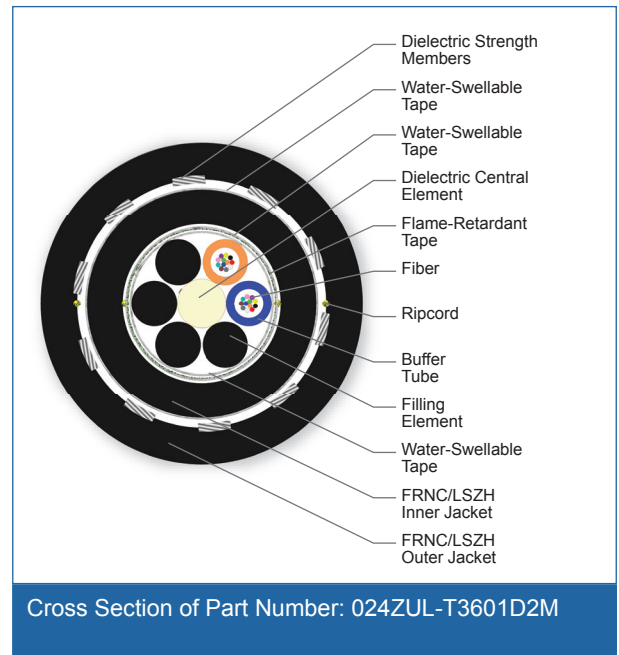 Dielectric Strength
Members
Water-Swellable
Tape
Water-Swellable
Tape
Dielectric Central
Element
Flame-Retardant
Tape
Fiber
Ripcord
Buffer
Tube
Filling
Element
Water-Swellable
Tape
FRNC/LSZH
Inner Jacket
FRNC/LSZH
Outer Jacket
Cross Section of Part Number: 024ZUL-T3601D2M